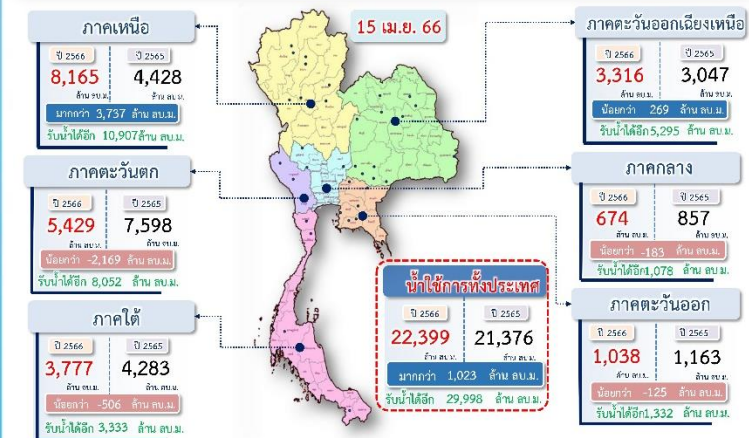 15 เม.ย. 66
ภาคเหนือ
ปี 2566 ปี 2565
8,165 4,428
ล้าน ลบ.ม. ล้าน ลบ.ม.
มากกว่า 3,737 ล้าน ลบ.ม.
รับน้ำได้อีก 10,907ล้าน ลบ.ม.
ภาคตะวันตก
ปี 2566 ปี 2565
5,429 7,598
ล้าน ลบ.ม. ล้าน ลบ.ม.
น้อยกว่า -2,169 ล้าน ลบ.ม.
รับน้ำได้อีก 8,052 ล้าน ลบ.ม.
ภาคใต้
ปี 2566 ปี 2565
3,777 4,283
ล้าน ลบ.ม. ล้าน ลบ.ม.
น้อยกว่า -506 ล้าน ลบ.ม.
รับน้ำได้อีก 3,333 ล้าน ลบ.ม.
น้ำใช้การทั้งประเทศ
ปี 2566 ปี 2565
22,399 21,376
ล้าน ลบ.ม. ล้าน ลบ.ม.
มากกว่า 1,023 ล้าน ลบ.ม.
รับน้ำได้อีก 29,998 ล้าน ลบ.ม.
ภาคตะวันออกเฉียงเหนือ
ปี 2566 ปี 2565
3,316 3,047
ล้าน ลบ.ม. ล้าน ลบ.ม.
น้อยกว่า 269 ล้าน ลบ.ม.
รับน้ำได้อีก5,295 ล้าน ลบ.ม.
ภาคกลาง
ปี 2566 ปี 2565
674 857
ล้าน ลบ.ม. ล้าน ลบ.ม.
น้อยกว่า -183 ล้าน ลบ.ม.
รับน้ำได้อีก1,078 ล้าน ลบ.ม.
ภาคตะวันออก
ปี 2566 ปี 2565
1,038 1,163
ล้าน ลบ.ม. ล้าน ลบ.ม.
น้อยกว่า -125 ล้าน ลบ.ม.
รับน้ำได้อีก1,332 ล้าน ลบ.ม.